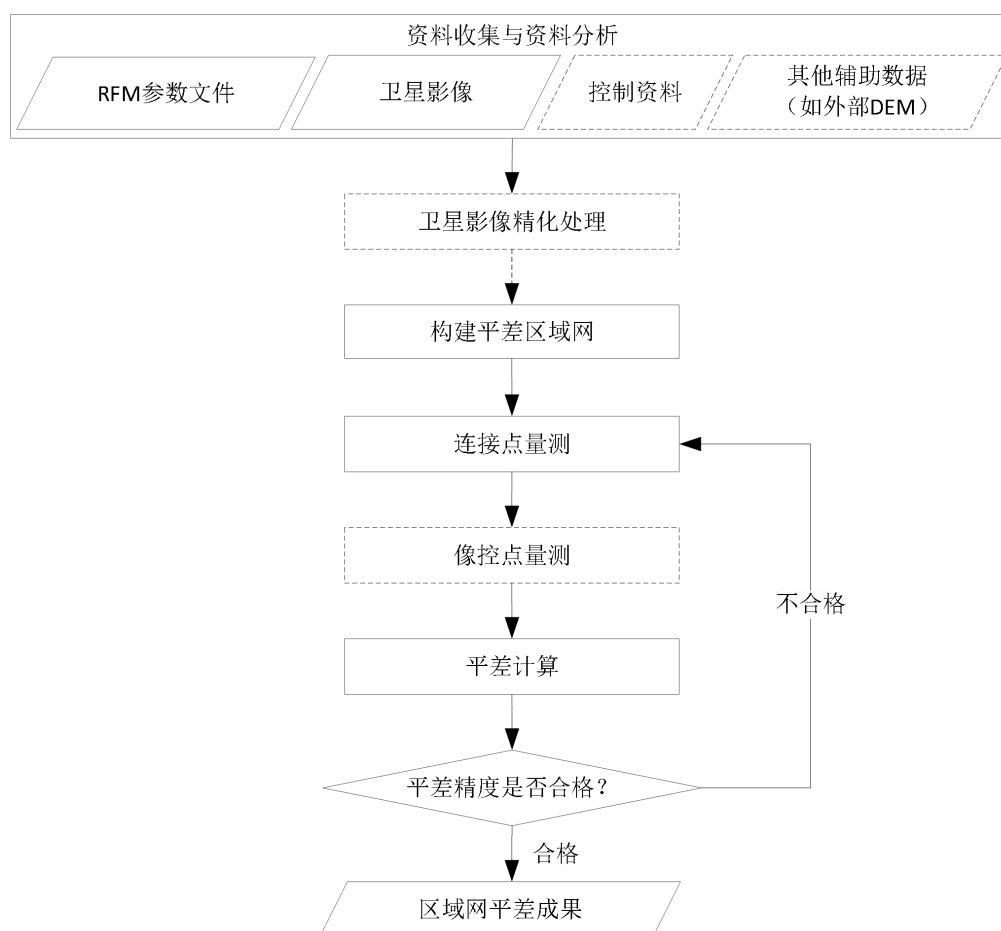 资料收集与资料分析
RFM参数文件
卫星影像
控制资料
其他辅助数据
（如外部DEM）
卫星影像精化处理
构建平差区域网
连接点量测
像控点量测
不合格
平差计算
平差精度是否合格？
合格
区域网平差成果